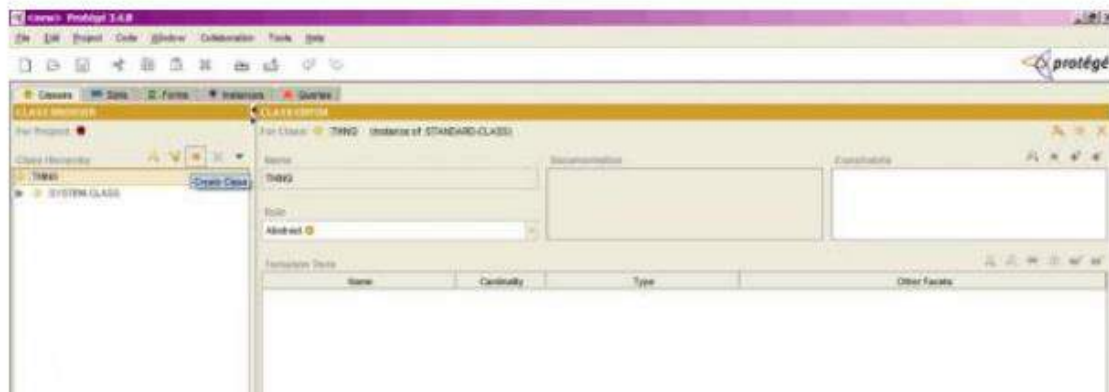 <new> Protégé 3.4.8
File Edit Project Code Window Collaboration Tools Help
protégé
Classes Slots Forms Instances Queries
CLASS BROWSER CLASS EDITOR
For Project: For Class: THING (instance of :STANDARD-CLASS)
Class Hierarchy Name Documentation Constraints
:THING :THING
Create Class
:SYSTEM-CLASS
Role
Abstract
Template Slots
Name Cardinality Type Other Facets